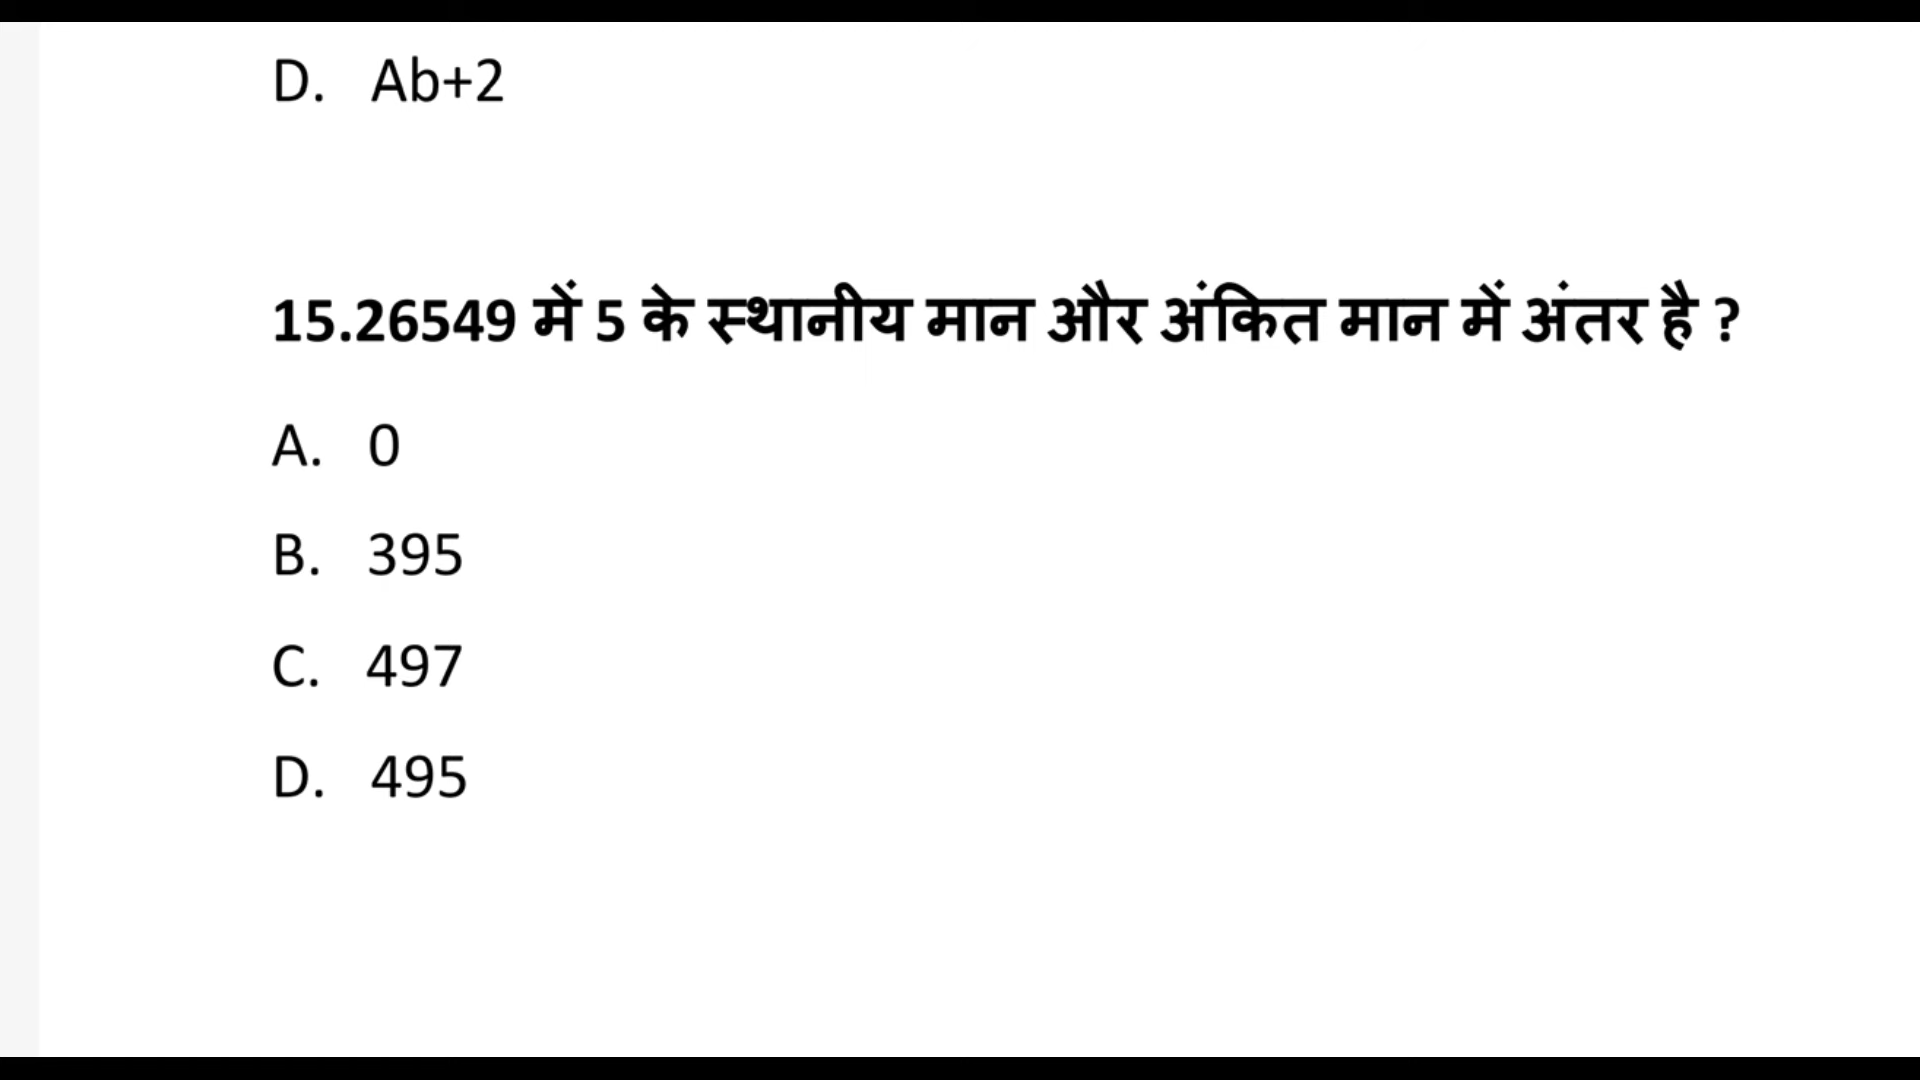 D. Ab+2
15.26549 में 5 के स्थानीय मान और अंकित मान में अंतर है ?
A. 0
B. 395
C. 497
D. 495